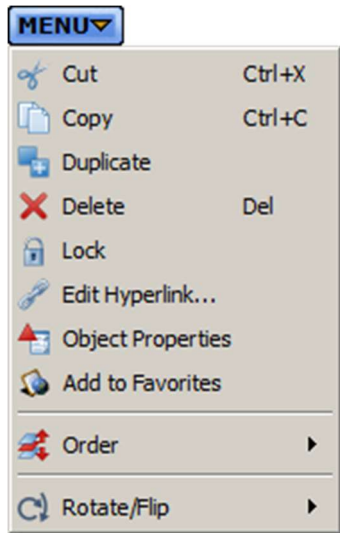 MENU
Cut Ctrl+X
Copy Ctrl+C
Duplicate
Delete Del
Lock
Edit Hyperlink...
Object Properties
Add to Favorites
Order
Rotate/Flip